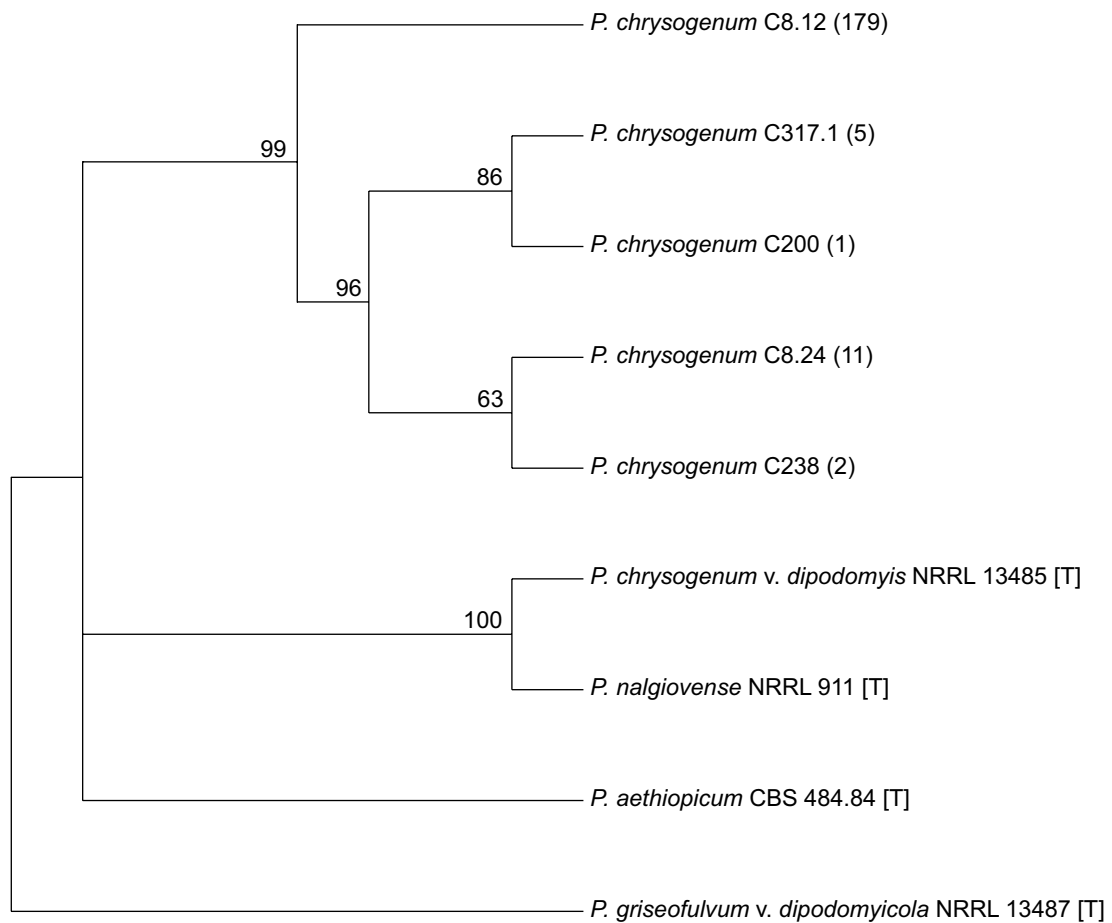 P. chrysogenum C8.12 (179)
P. chrysogenum C317.1 (5)
99
86
P. chrysogenum C200 (1)
96
P. chrysogenum C8.24 (11)
63
P. chrysogenum C238 (2)
P. chrysogenum v. dipodomyis NRRL 13485 [T]
100
P. nalgiovense NRRL 911 [T]
P. aethiopicum CBS 484.84 [T]
P. griseofulvum v. dipodomyicola NRRL 13487 [T]